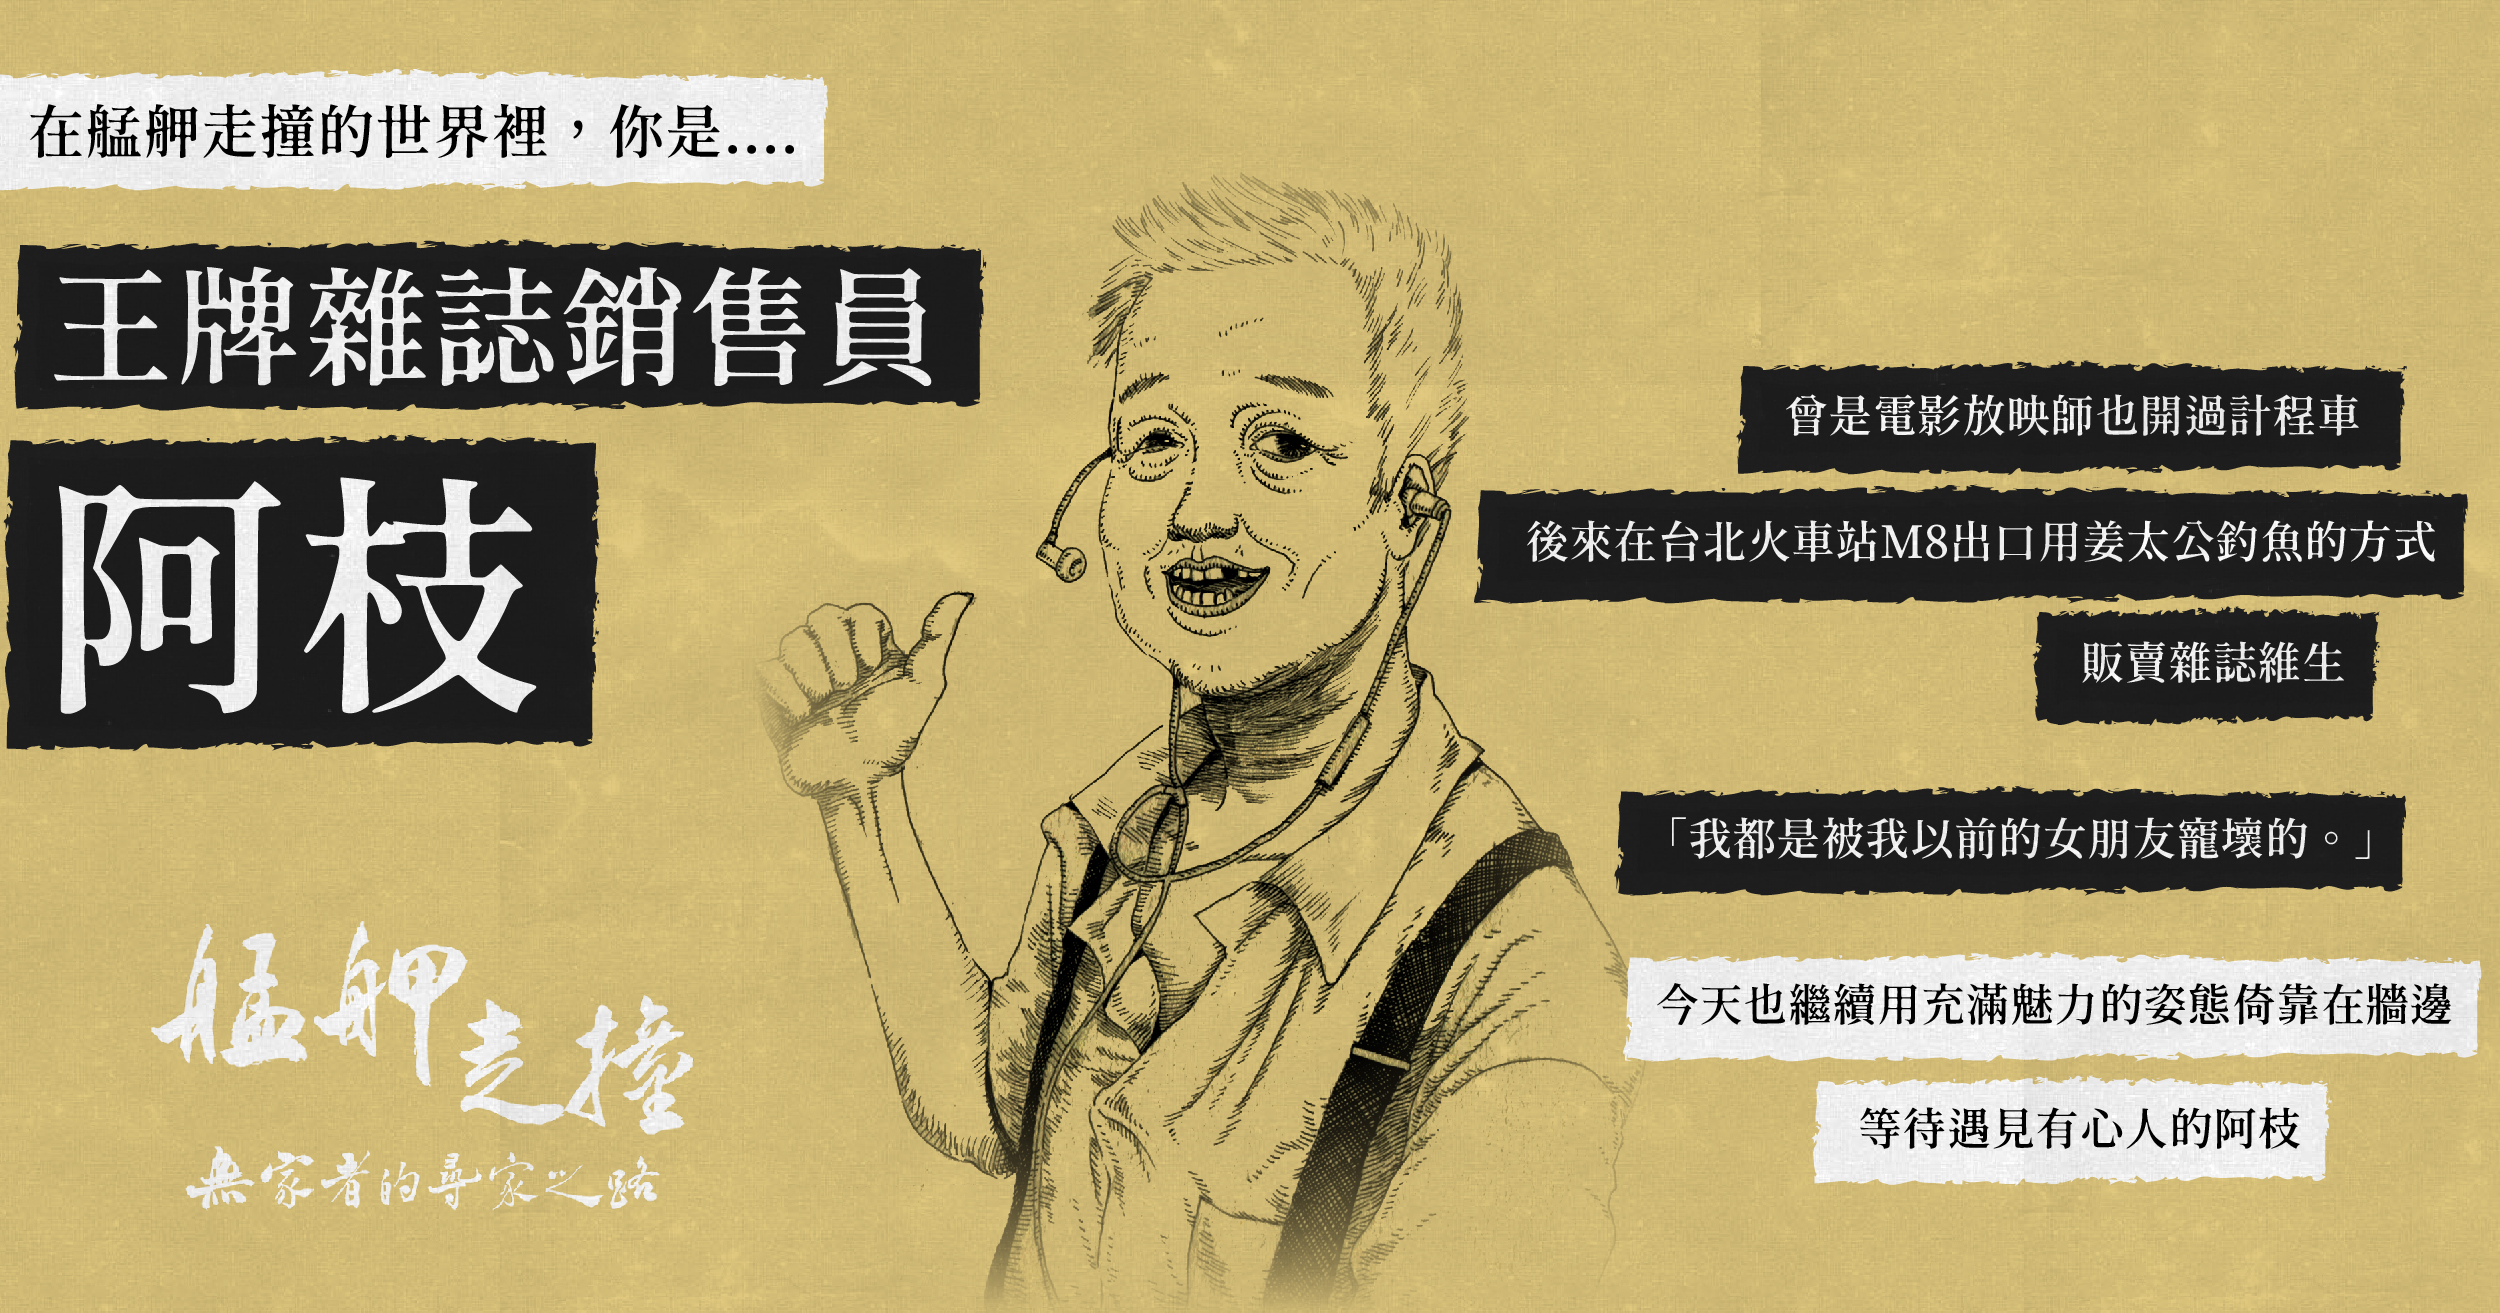 在艋舺走撞的世界裡，你是....
王牌雜誌銷售員
阿枝
曾是電影放映師也開過計程車
後來在台北火車站M8出口用姜太公釣魚的方式
販賣雜誌維生
「我都是被我以前的女朋友寵壞的。」
今天也繼續用充滿魅力的姿態倚靠在牆邊
等待遇見有心人的阿枝
艋舺走撞
無家者的尋家之路